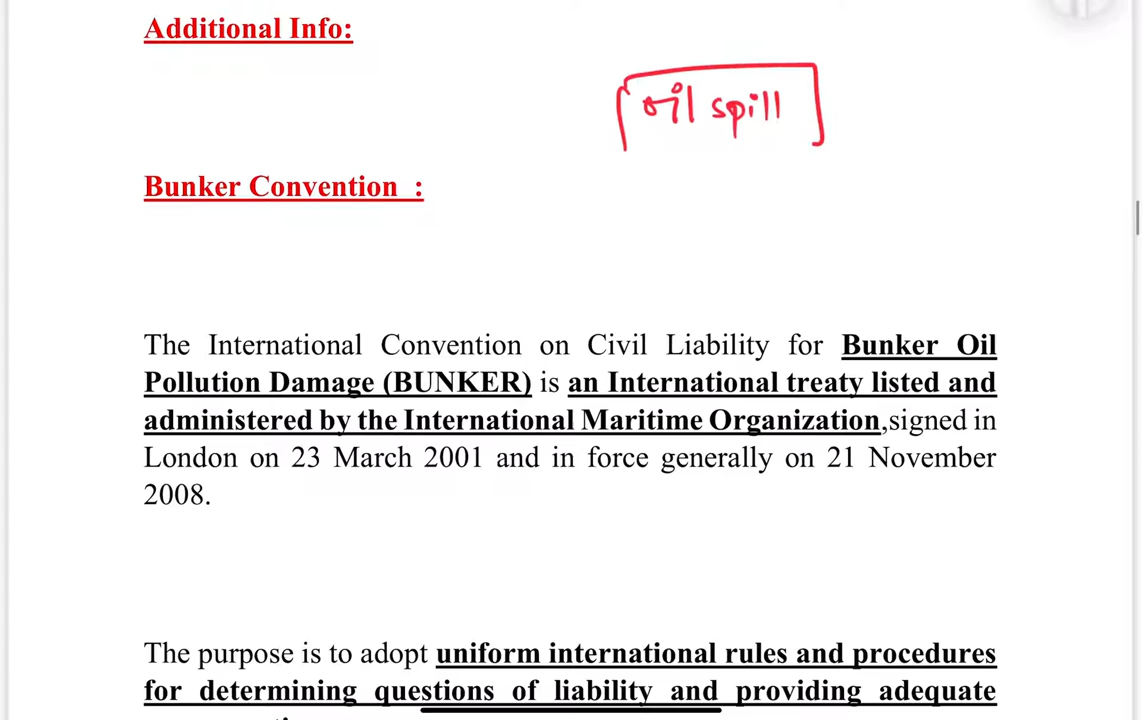 Additional Info:
oil spill
Bunker Convention :
The International Convention on Civil Liability for Bunker Oil
Pollution Damage (BUNKER) is an International treaty listed and
administered by the International Maritime Organization,signed in
London on 23 March 2001 and in force generally on 21 November
2008.
The purpose is to adopt uniform international rules and procedures
for determining questions of liability and providing adequate